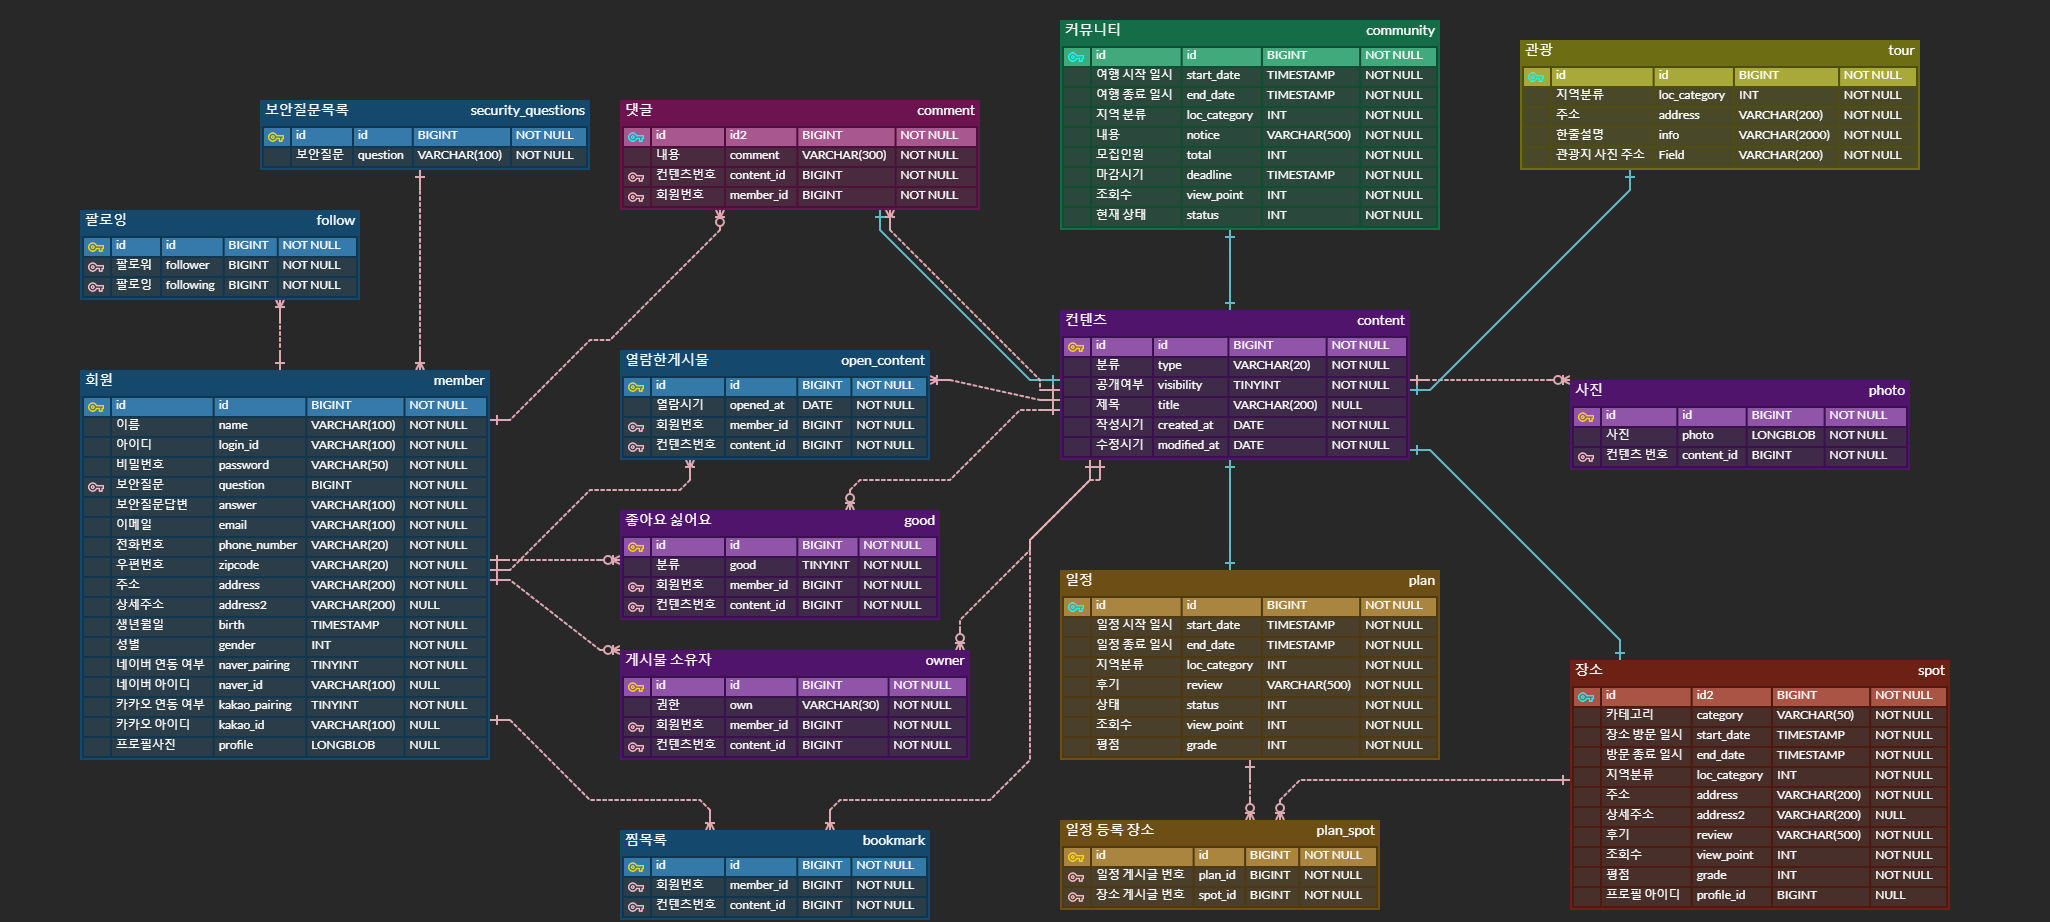 커뮤니티 community
id id BIGINT NOT NULL
여행 시작 일시 start_date TIMESTAMP NOT NULL
여행 종료 일시 end_date TIMESTAMP NOT NULL
지역 분류 loc_category INT NOT NULL
내용 notice VARCHAR(500) NOT NULL
모집인원 total INT NOT NULL
마감시기 deadline TIMESTAMP NOT NULL
조회수 view_point INT NOT NULL
현재 상태 status INT NOT NULL
관광 tour
id id BIGINT NOT NULL
지역분류 loc_category INT NOT NULL
주소 address VARCHAR(200) NOT NULL
한줄설명 info VARCHAR(2000) NOT NULL
관광지 사진 주소 Field VARCHAR(200) NOT NULL
보안질문목록 security_questions
id id BIGINT NOT NULL
보안질문 question VARCHAR(100) NOT NULL
댓글 comment
id id2 BIGINT NOT NULL
내용 comment VARCHAR(300) NOT NULL
컨텐츠번호 content_id BIGINT NOT NULL
회원번호 member_id BIGINT NOT NULL
팔로잉 follow
id id BIGINT NOT NULL
팔로워 follower BIGINT NOT NULL
팔로잉 following BIGINT NOT NULL
컨텐츠 content
id id BIGINT NOT NULL
분류 type VARCHAR(20) NOT NULL
공개여부 visibility TINYINT NOT NULL
제목 title VARCHAR(200) NULL
작성시기 created_at DATE NOT NULL
수정시기 modified_at DATE NOT NULL
열람한게시물 open_content
id id BIGINT NOT NULL
열람시기 opened_at DATE NOT NULL
회원번호 member_id BIGINT NOT NULL
컨텐츠번호 content_id BIGINT NOT NULL
회원 member
id id BIGINT NOT NULL
이름 name VARCHAR(100) NOT NULL
아이디 login_id VARCHAR(100) NOT NULL
비밀번호 password VARCHAR(50) NOT NULL
보안질문 question BIGINT NOT NULL
보안질문답변 answer VARCHAR(100) NOT NULL
이메일 email VARCHAR(100) NOT NULL
전화번호 phone_number VARCHAR(20) NOT NULL
우편번호 zipcode VARCHAR(20) NOT NULL
주소 address VARCHAR(200) NOT NULL
상세주소 address2 VARCHAR(200) NULL
생년월일 birth TIMESTAMP NOT NULL
성별 gender INT NOT NULL
네이버 연동 여부 naver_pairing TINYINT NOT NULL
네이버 아이디 naver_id VARCHAR(100) NULL
카카오 연동 여부 kakao_pairing TINYINT NOT NULL
카카오 아이디 kakao_id VARCHAR(100) NULL
프로필사진 profile LONGBLOB NULL
사진 photo
id id BIGINT NOT NULL
사진 photo LONGBLOB NOT NULL
컨텐츠 번호 content_id BIGINT NOT NULL
좋아요 싫어요 good
id id BIGINT NOT NULL
분류 good TINYINT NOT NULL
회원번호 member_id BIGINT NOT NULL
컨텐츠번호 content_id BIGINT NOT NULL
일정 plan
id id BIGINT NOT NULL
일정 시작 일시 start_date TIMESTAMP NOT NULL
일정 종료 일시 end_date TIMESTAMP NOT NULL
지역분류 loc_category INT NOT NULL
후기 review VARCHAR(500) NOT NULL
상태 status INT NOT NULL
조회수 view_point INT NOT NULL
평점 grade INT NOT NULL
게시물 소유자 owner
id id BIGINT NOT NULL
권한 own VARCHAR(30) NOT NULL
회원번호 member_id BIGINT NOT NULL
컨텐츠번호 content_id BIGINT NOT NULL
장소 spot
id id2 BIGINT NOT NULL
카테고리 category VARCHAR(50) NOT NULL
장소 방문 일시 start_date TIMESTAMP NOT NULL
방문 종료 일시 end_date TIMESTAMP NOT NULL
지역분류 loc_category INT NOT NULL
주소 address VARCHAR(200) NOT NULL
상세주소 address2 VARCHAR(200) NULL
후기 review VARCHAR(500) NOT NULL
조회수 view_point INT NOT NULL
평점 grade INT NOT NULL
프로필 아이디 profile_id BIGINT NULL
찜목록 bookmark
id id BIGINT NOT NULL
회원번호 member_id BIGINT NOT NULL
컨텐츠번호 content_id BIGINT NOT NULL
일정 등록 장소 plan_spot
id id BIGINT NOT NULL
일정 게시글 번호 plan_id BIGINT NOT NULL
장소 게시글 번호 spot_id BIGINT NOT NULL